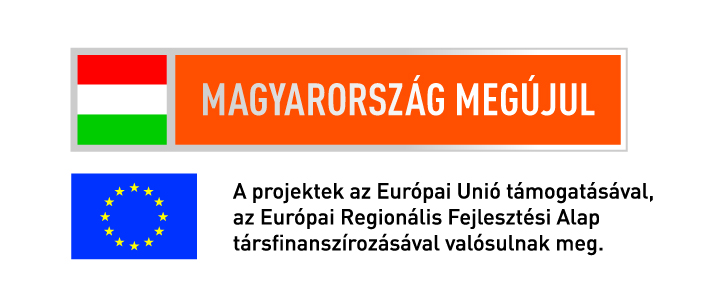 MAGYARORSZÁG MEGÚJUL
A projektek az Európai Unió támogatásával,
az Európai Regionális Fejlesztési Alap
társfinanszírozásával valósulnak meg.